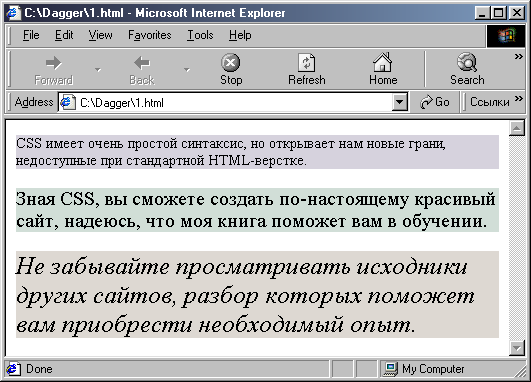 C:\Dagger\1.html - Microsoft Internet Explorer
File Edit View Favorites Tools Help
Forward Back Stop Refresh Home Search »
Address C:\Dagger\1.html Go Ссылки »
CSS имеет очень простой синтаксис, но открывает нам новые грани,
недоступные при стандартной HTML-верстке.
Зная CSS, вы сможете создать по-настоящему красивый
сайт, надеюсь, что моя книга поможет вам в обучении.
Не забывайте просматривать исходники
других сайтов, разбор которых поможет
вам приобрести необходимый опыт.
Done My Computer